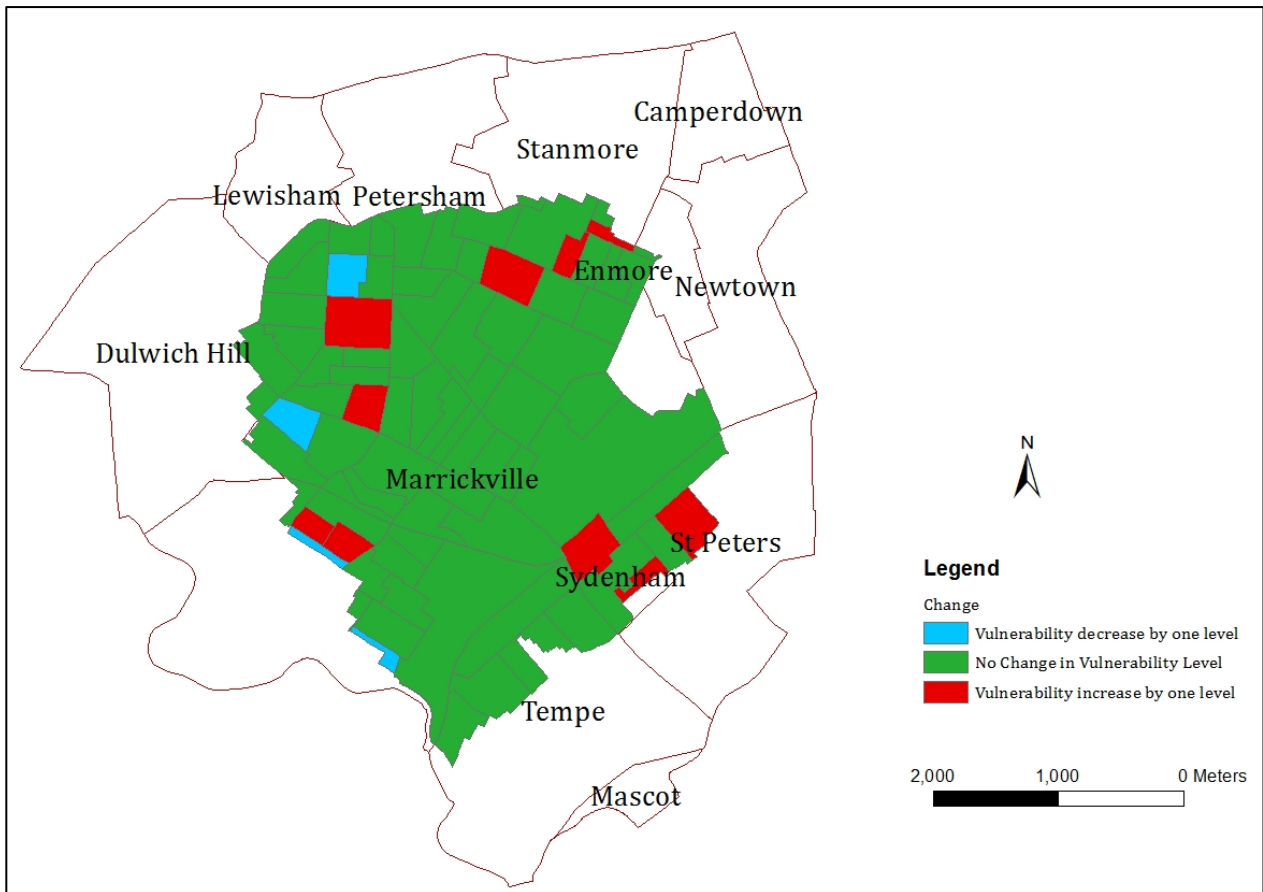 Camperdown
Stanmore
Lewisham
Petersham
Enmore
Newtown
Dulwich Hill
Marrickville
St Peters
Sydenham
Tempe
Mascot
N
Legend
Change
Vulnerability decrease by one level
No Change in Vulnerability Level
Vulnerability increase by one level
2,000 1,000 0 Meters